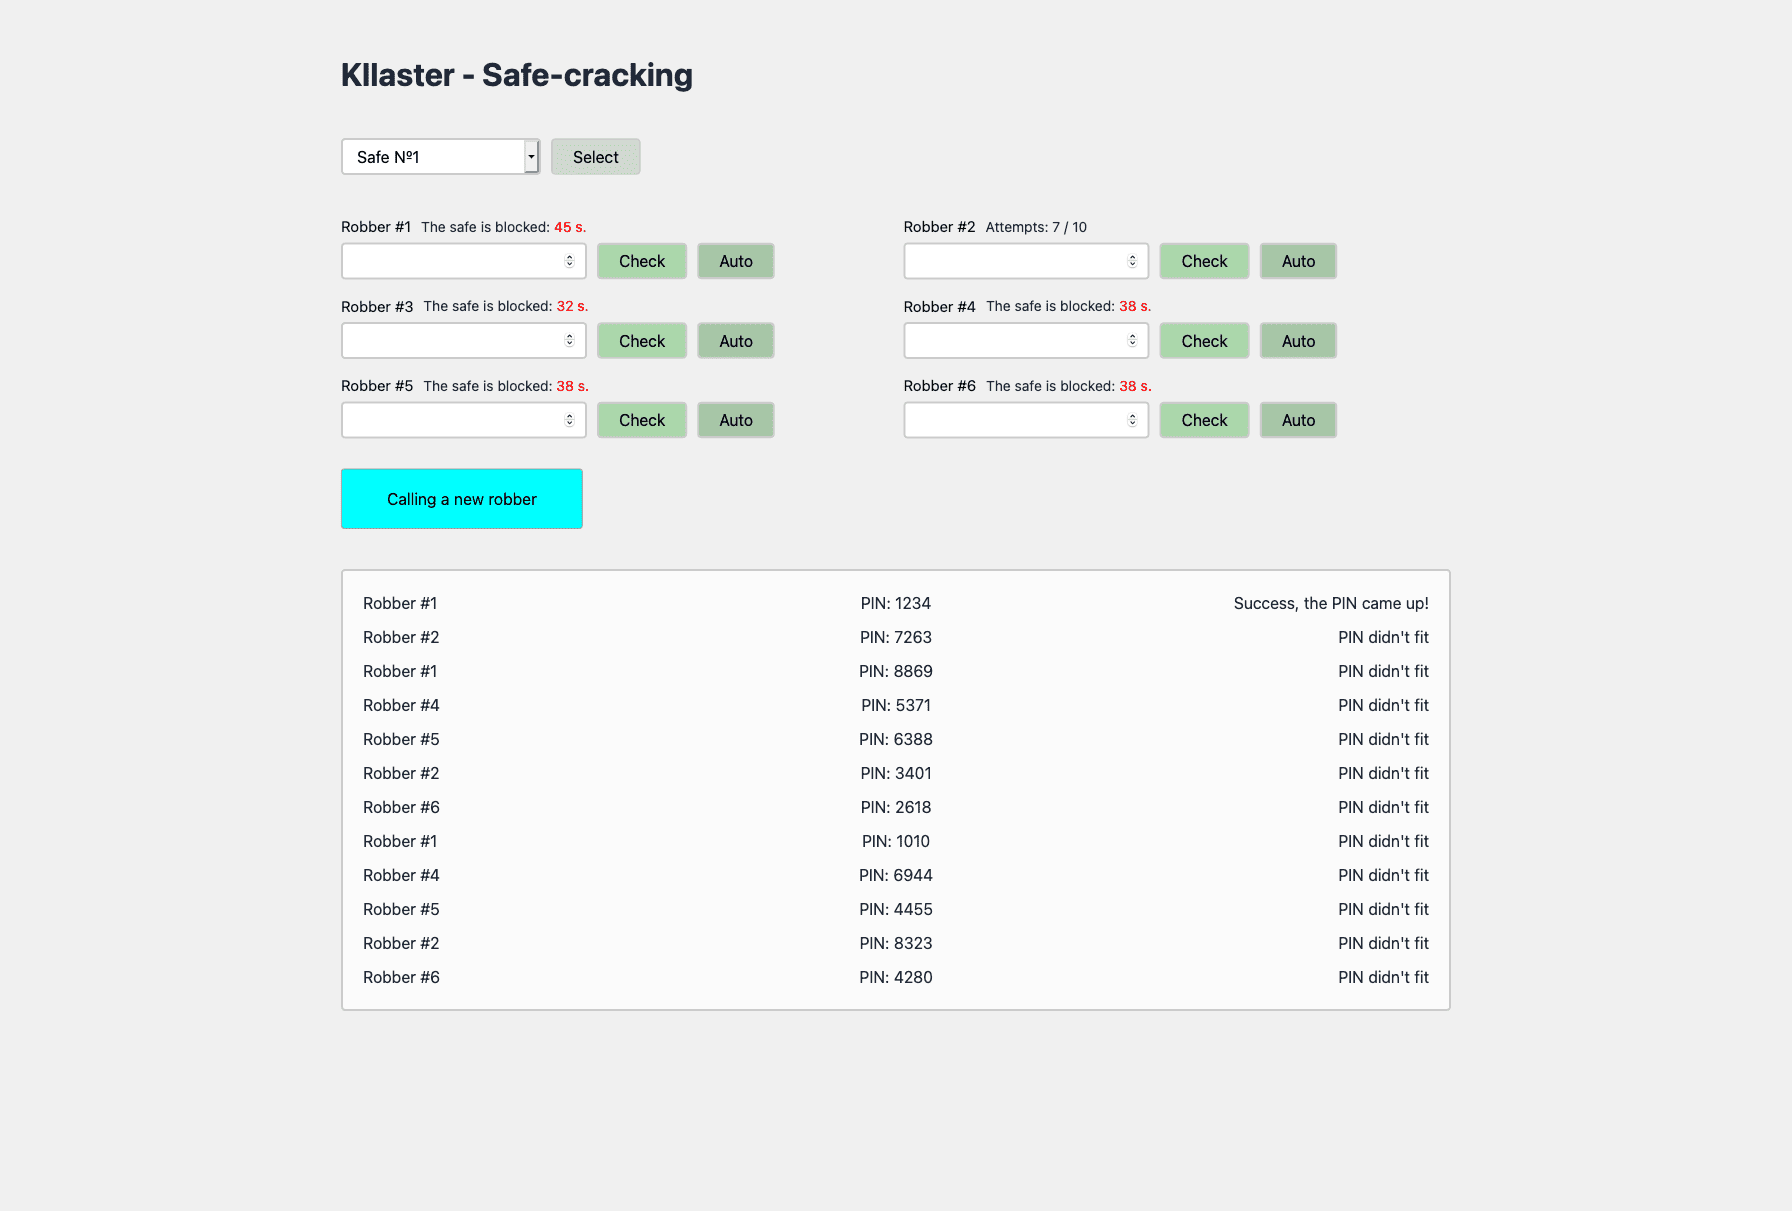 Kllaster - Safe-cracking
Safe Nº1 Select
Robber #1 The safe is blocked: 45 s. Robber #2 Attempts: 7 / 10
Check Auto Check Auto
Robber #3 The safe is blocked: 32 s. Robber #4 The safe is blocked: 38 s.
Check Auto Check Auto
Robber #5 The safe is blocked: 38 s. Robber #6 The safe is blocked: 38 s.
Check Auto Check Auto
Calling a new robber
Robber #1 PIN: 1234 Success, the PIN came up!
Robber #2 PIN: 7263 PIN didn't fit
Robber #1 PIN: 8869 PIN didn't fit
Robber #4 PIN: 5371 PIN didn't fit
Robber #5 PIN: 6388 PIN didn't fit
Robber #2 PIN: 3401 PIN didn't fit
Robber #6 PIN: 2618 PIN didn't fit
Robber #1 PIN: 1010 PIN didn't fit
Robber #4 PIN: 6944 PIN didn't fit
Robber #5 PIN: 4455 PIN didn't fit
Robber #2 PIN: 8323 PIN didn't fit
Robber #6 PIN: 4280 PIN didn't fit